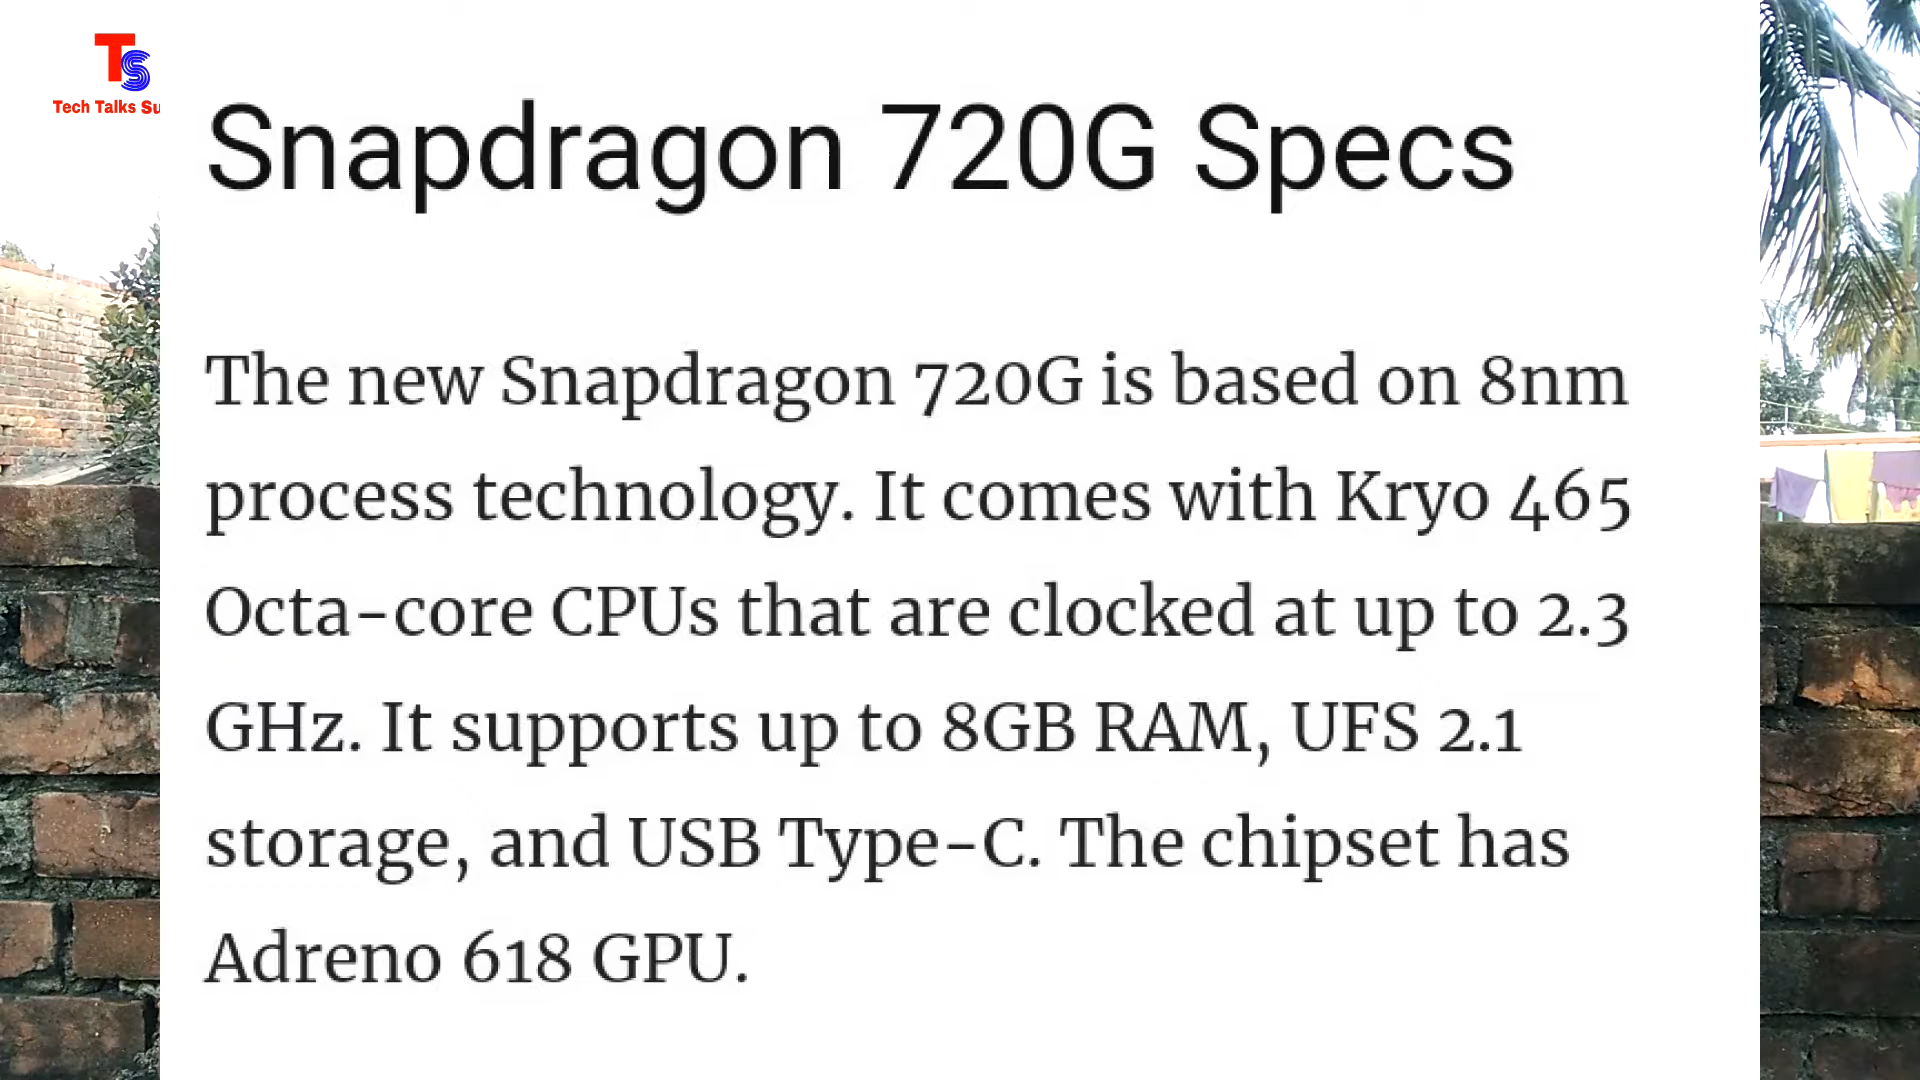 TS
Tech Talks Su
Snapdragon 720G Specs
The new Snapdragon 720G is based on 8nm
process technology. It comes with Kryo 465
Octa-core CPUs that are clocked at up to 2.3
GHz. It supports up to 8GB RAM, UFS 2.1
storage, and USB Type-C. The chipset has
Adreno 618 GPU.